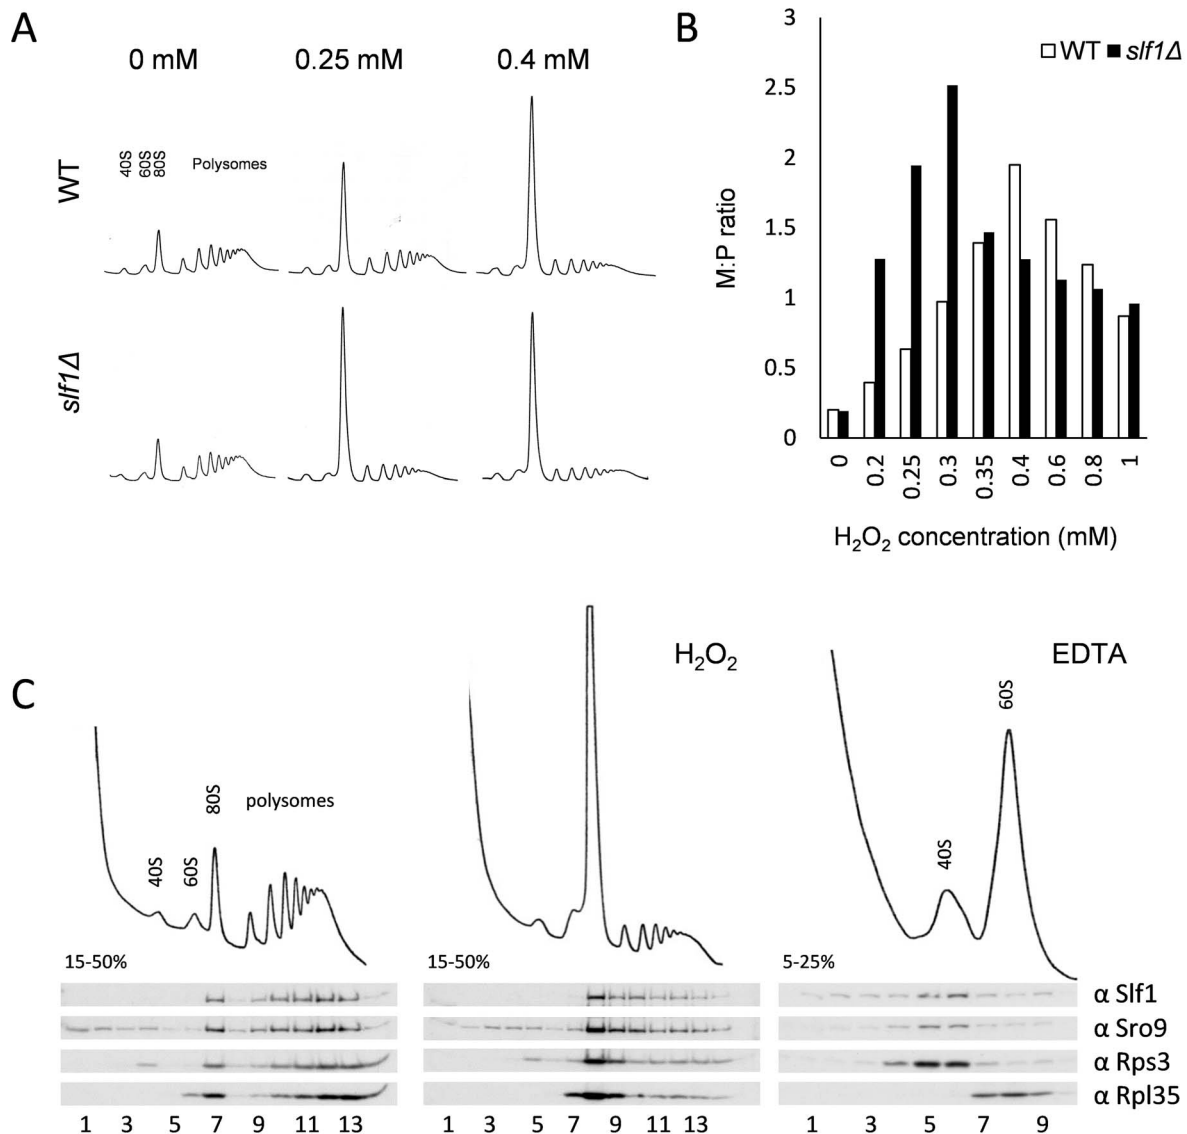 A
0 mM
0.25 mM
0.4 mM
WT
40S
60S
80S
Polysomes
slf1Δ
B
□WT ■ slf1Δ
3
2.5
2
1.5
1
0.5
0
M:P ratio
0 0.2 0.25 0.3 0.35 0.4 0.6 0.8 1
H₂O₂ concentration (mM)
C
40S
60S
80S
polysomes
15-50%
H₂O₂
15-50%
EDTA
40S
60S
5-25%
α Slf1
α Sro9
α Rps3
α Rpl35
1 3 5 7 9 11 13
1 3 5 7 9 11 13
1 3 5 7 9